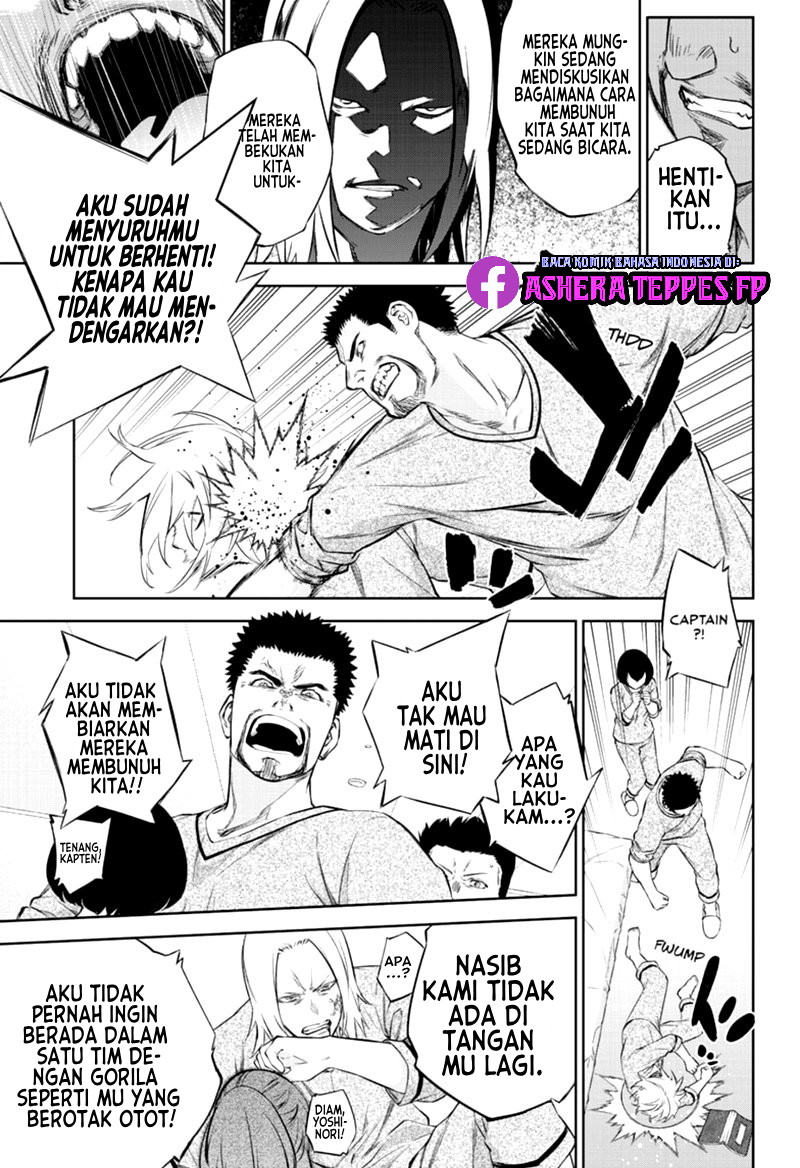 HENTI-
KAN
ITU...
MEREKA MUNG-
KIN SEDANG
MENDISKUSIKAN
BAGAIMANA CARA
MEMBUNUH
KITA SAAT KITA
SEDANG BICARA.
MEREKA
TELAH MEM-
BEKUKAN
KITA
UNTUK-
AKU SUDAH
MENYURUHMU
UNTUK BERHENTI!
KENAPA KAU
TIDAK MAU MEN-
DENGARKAN?!
BACA KOMIK BAHASA INDONESIA DI:
ASHERA TEPPES FP
THDD
CAPTAIN
?!
FWUMP
APA
YANG
KAU
LAKU-
KAM...?
AKU
TAK MAU
MATI DI
SINI!
AKU TIDAK
AKAN MEM-
BIARKAN
MEREKA
MEMBUNUH
KITA!!
TENANG,
KAPTEN!
NASIB
KAMI TIDAK
ADA DI
TANGAN
MU LAGI.
APA
...?
DIAM,
YOSHI-
NORI!
AKU TIDAK
PERNAH INGIN
BERADA DALAM
SATU TIM DE-
NGAN GORILA
SEPERTI MU YANG
BEROTAK OTOT!